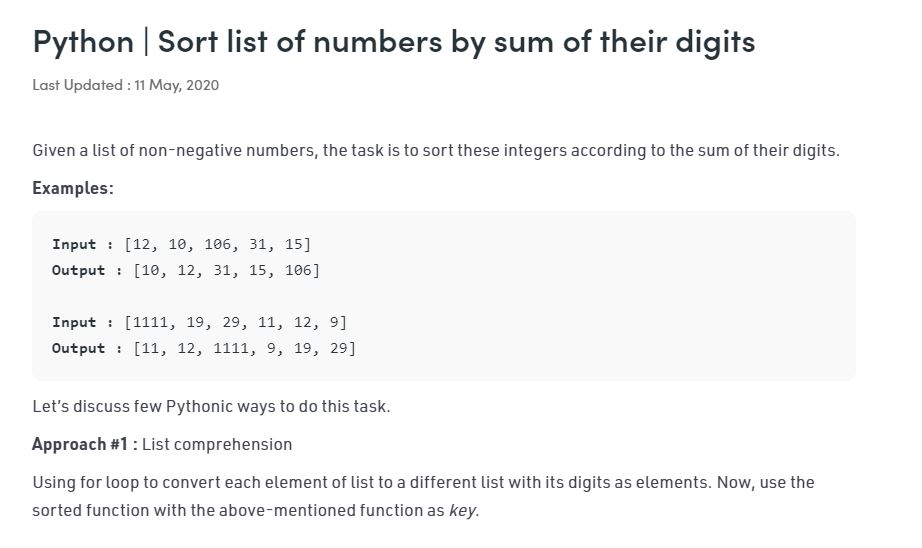 Python | Sort list of numbers by sum of their digits
Last Updated : 11 May, 2020
Given a list of non-negative numbers, the task is to sort these integers according to the sum of their digits.
Examples:
Input : [12, 10, 106, 31, 15]
Output : [10, 12, 31, 15, 106]
Input : [1111, 19, 29, 11, 12, 9]
Output : [11, 12, 1111, 9, 19, 29]
Let’s discuss few Pythonic ways to do this task.
Approach #1 : List comprehension
Using for loop to convert each element of list to a different list with its digits as elements. Now, use the
sorted function with the above-mentioned function as key.